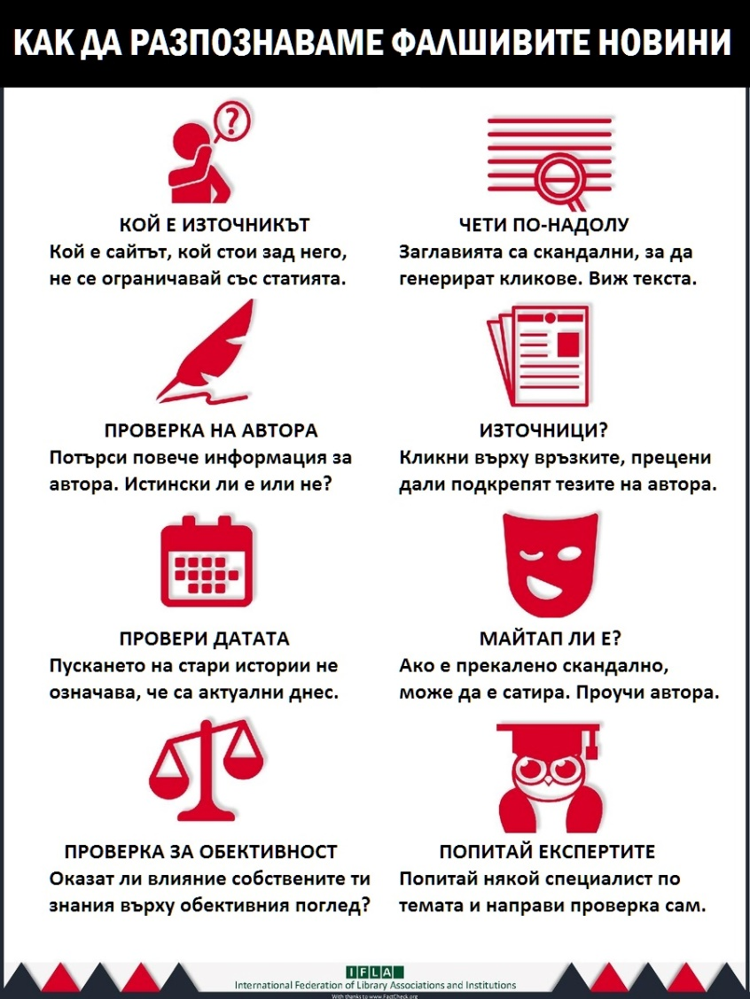 КАК ДА РАЗПОЗНАВАМЕ ФАЛШИВИТЕ НОВИНИ
?
КОЙ Е ИЗТОЧНИКЪТ
Кой е сайтът, кой стои зад него,
не се ограничавай със статията.
ЧЕТИ ПО-НАДОЛУ
Заглавията са скандални, за да
генерират кликове. Виж текста.
ПРОВЕРКА НА АВТОРА
Потърси повече информация за
автора. Истински ли е или не?
ИЗТОЧНИЦИ?
Кликни върху връзките, прецени
дали подкрепят тезите на автора.
ПРОВЕРИ ДАТАТА
Пускането на стари истории не
означава, че са актуални днес.
МАЙТАП ЛИ Е?
Ако е прекалено скандално,
може да е сатира. Проучи автора.
ПРОВЕРКА ЗА ОБЕКТИВНОСТ
Оказат ли влияние собствените ти
знания върху обективния поглед?
ПОПИТАЙ ЕКСПЕРТИТЕ
Попитай някой специалист по
темата и направи проверка сам.
IFLA
International Federation of Library Associations and Institutions
With thanks to www.FactCheck.org